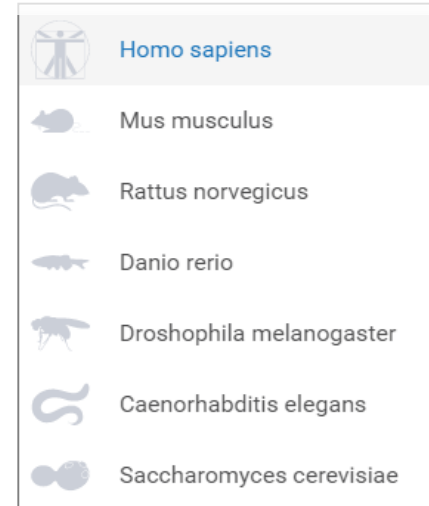 Homo sapiens
Mus musculus
Rattus norvegicus
Danio rerio
Droshophila melanogaster
Caenorhabditis elegans
Saccharomyces cerevisiae